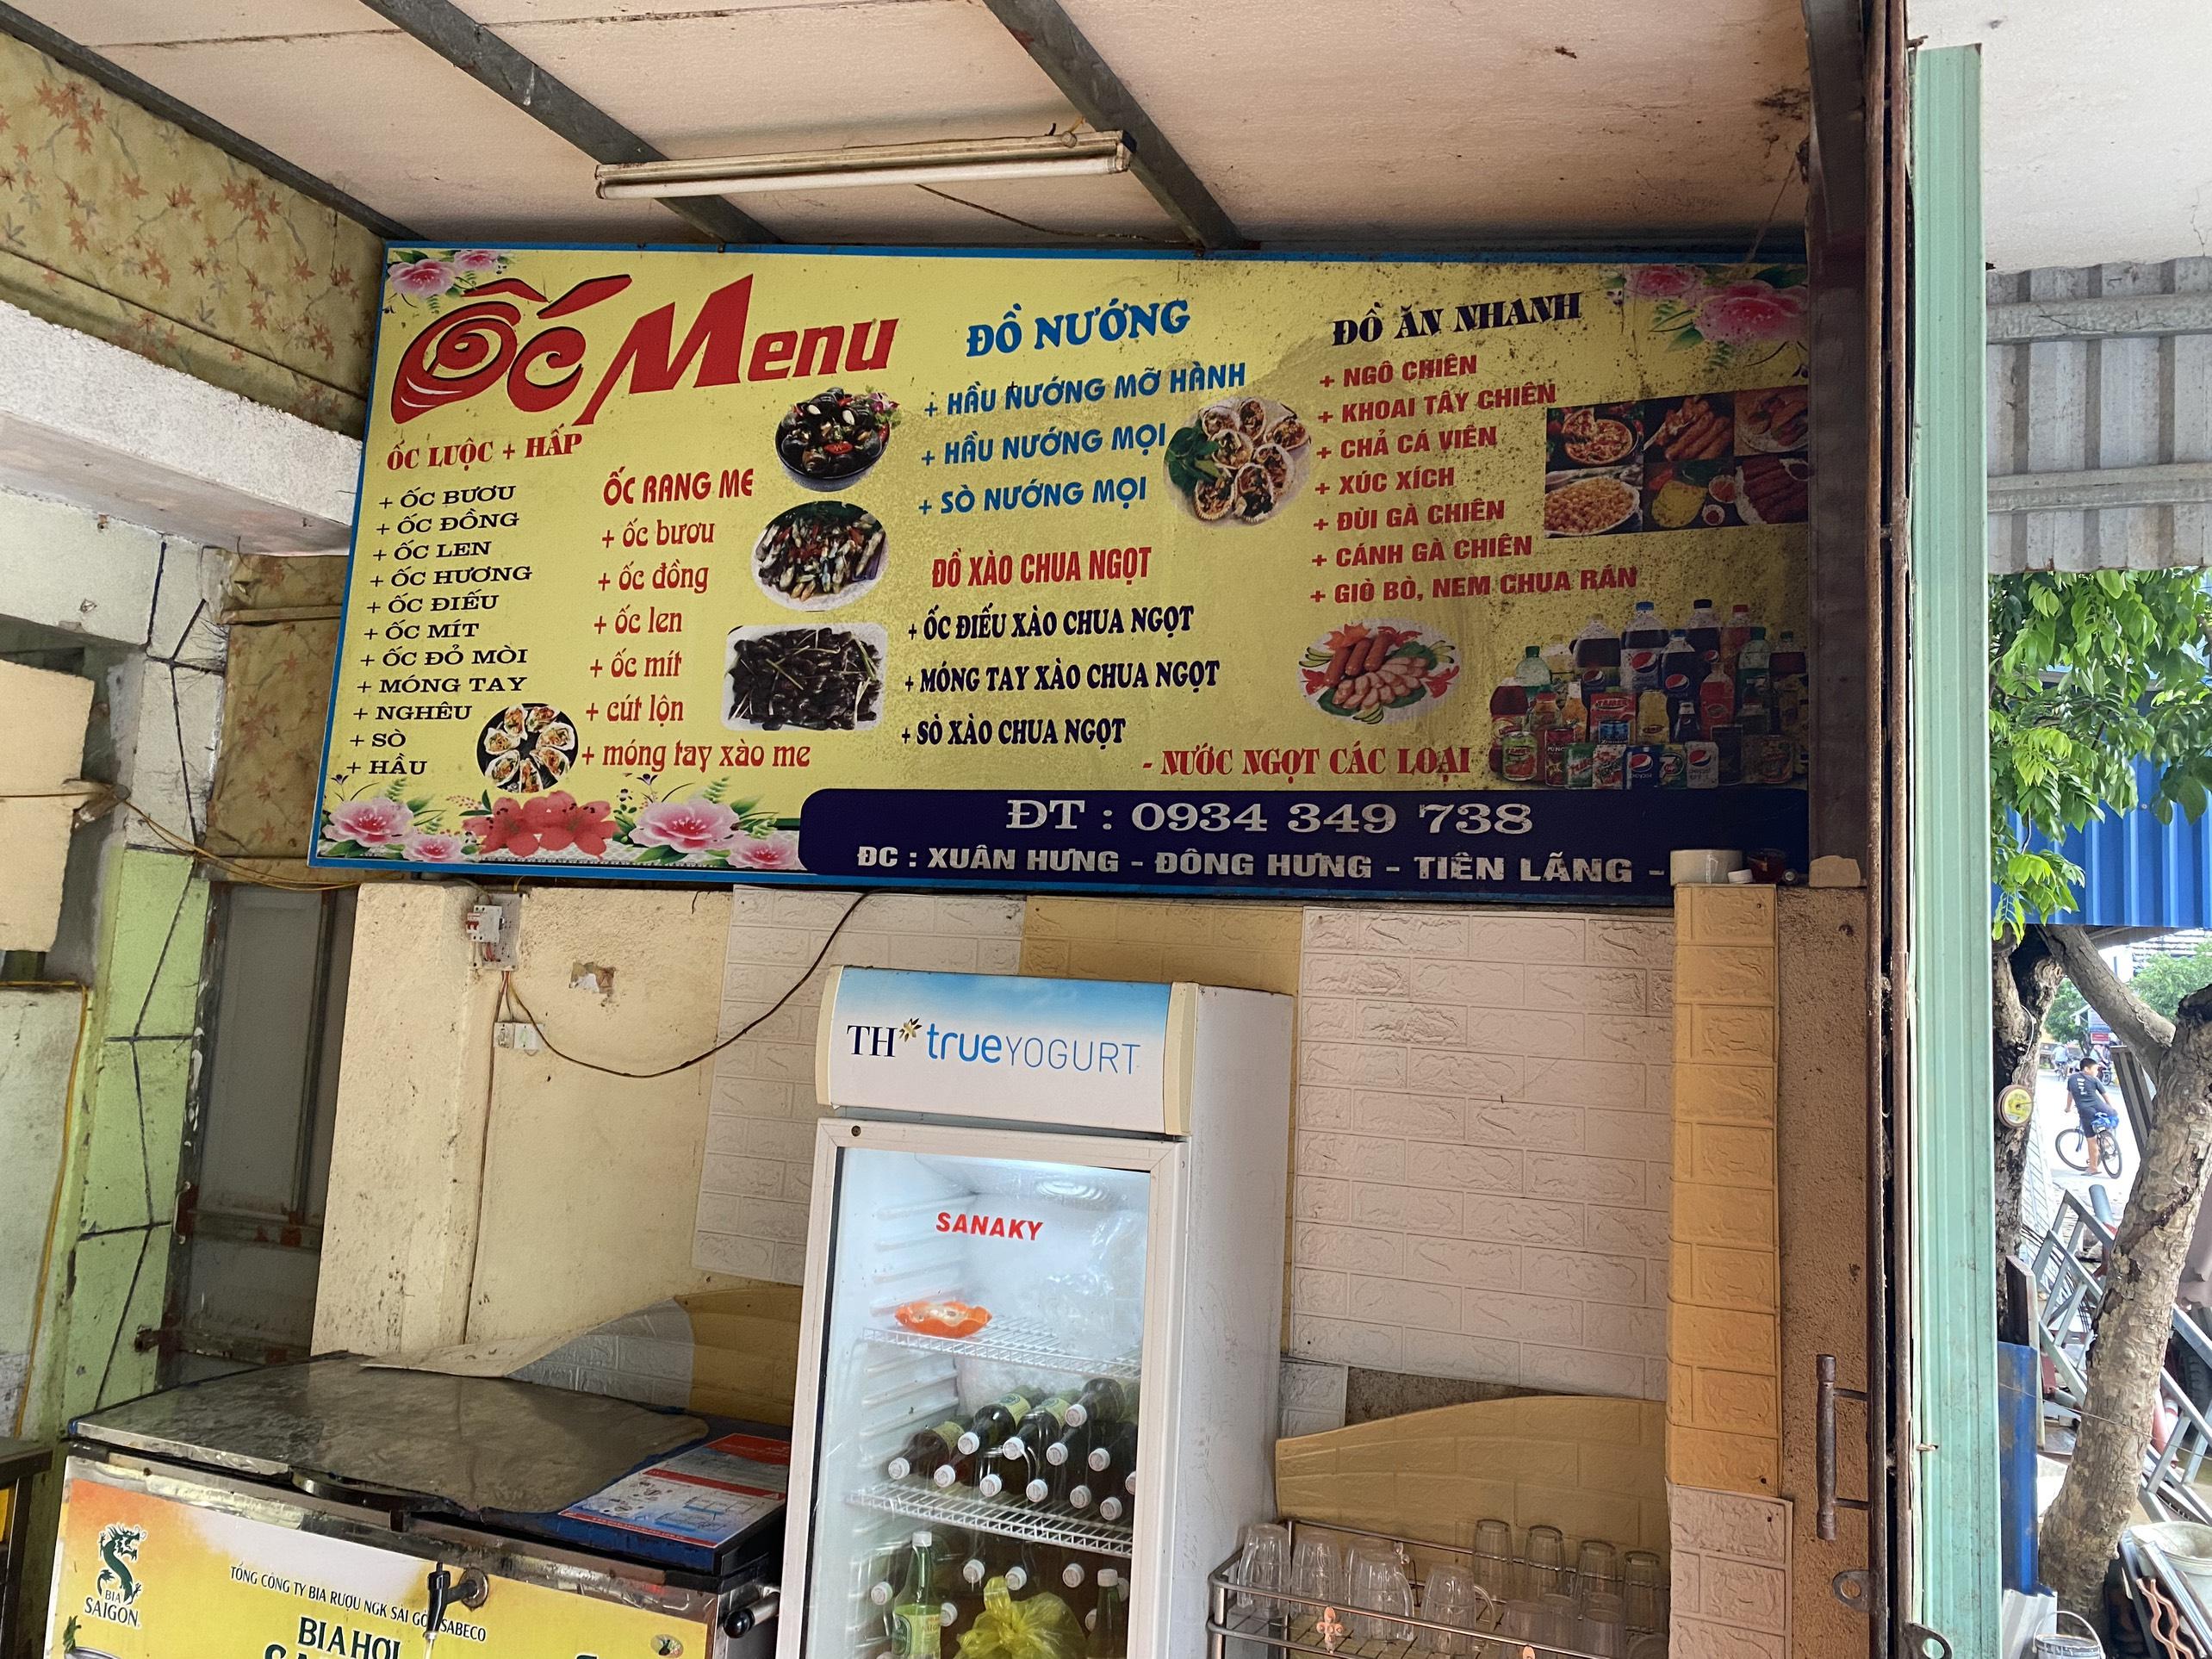 Ốc Menu
ỐC LUỘC + HẤP
+ ỐC BƯƠU
+ ỐC ĐỒNG
+ ỐC LEN
+ ỐC HƯƠNG
+ ỐC ĐIẾU
+ ỐC MÍT
+ ỐC ĐỎ MÒI
+ MÓNG TAY
+ NGHÊU
+ SÒ
+ HẦU
ỐC RANG ME
+ ốc bươu
+ ốc đồng
+ ốc len
+ ốc mít
+ cút lộn
+ móng tay xào me
ĐỒ NƯỚNG
+ HẦU NƯỚNG MỠ HÀNH
+ HẦU NƯỚNG MỌI
+ SÒ NƯỚNG MỌI
ĐỒ XÀO CHUA NGỌT
+ ỐC ĐIẾU XÀO CHUA NGỌT
+ MÓNG TAY XÀO CHUA NGỌT
+ SÒ XÀO CHUA NGỌT
ĐỒ ĂN NHANH
+ NGÔ CHIÊN
+ KHOAI TÂY CHIÊN
+ CHẢ CÁ VIÊN
+ XÚC XÍCH
+ ĐÙI GÀ CHIÊN
+ CÁNH GÀ CHIÊN
+ GIÒ BÒ, NEM CHUA RÁN
- NƯỚC NGỌT CÁC LOẠI
ĐT : 0934 349 738
ĐC : XUÂN HƯNG - ĐÔNG HƯNG - TIÊN LÃNG -
TH true YOGURT
SANAKY
BIA
SAIGON
TỔNG CÔNG TY BIA RƯỢU NGK SÀI GÒN SABECO
BIA HƠI